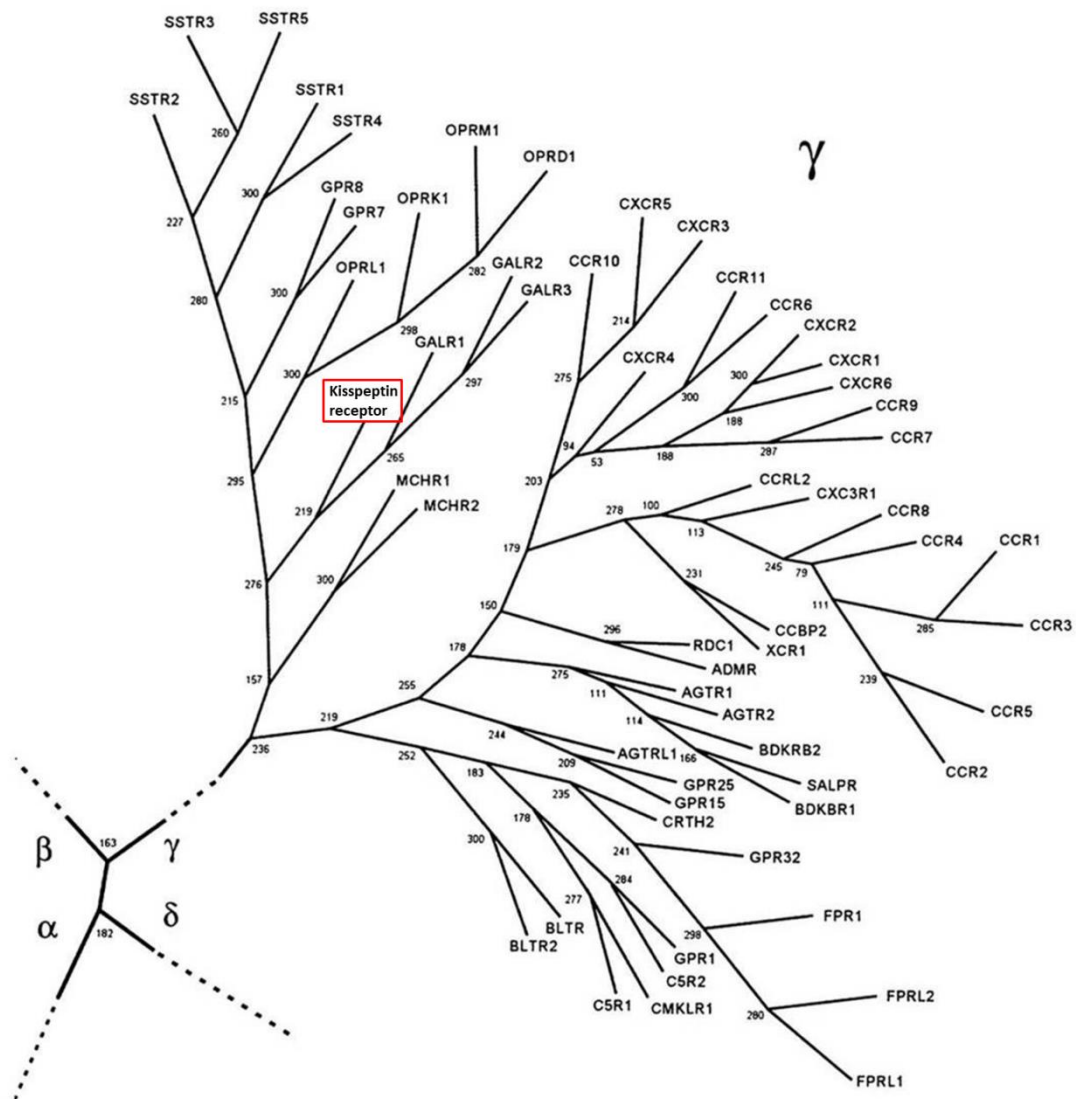 SSTR3
SSTR5
SSTR2
SSTR1
SSTR4
260
OPRM1
OPRD1
γ
300
GPR8
OPRK1
GPR7
227
CXCR5
CXCR3
OPRL1
GALR2
CCR10
282
GALR3
CCR11
280
300
CCR6
298
214
CXCR2
GALR1
CXCR4
CXCR1
300
297
275
300
CXCR6
Kisspeptin
receptor
300
CCR9
215
188
CCR7
94
287
265
53
188
295
MCHR1
203
CCRL2
MCHR2
100
CXC3R1
219
278
CCR8
113
CCR4
CCR1
179
245
79
276
300
231
150
111
CCBP2
285
CCR3
296
RDC1
XCR1
178
ADMR
157
275
239
255
111
AGTR1
AGTR2
CCR5
219
114
244
BDKRB2
236
252
AGTRL1
166
209
CCR2
183
GPR25
SALPR
235
GPR15
BDKBR1
CRTH2
178
β
163
γ
300
241
GPR32
284
α
δ
277
182
BLTR
FPR1
298
BLTR2
GPR1
C5R2
C5R1
CMKLR1
FPRL2
280
FPRL1